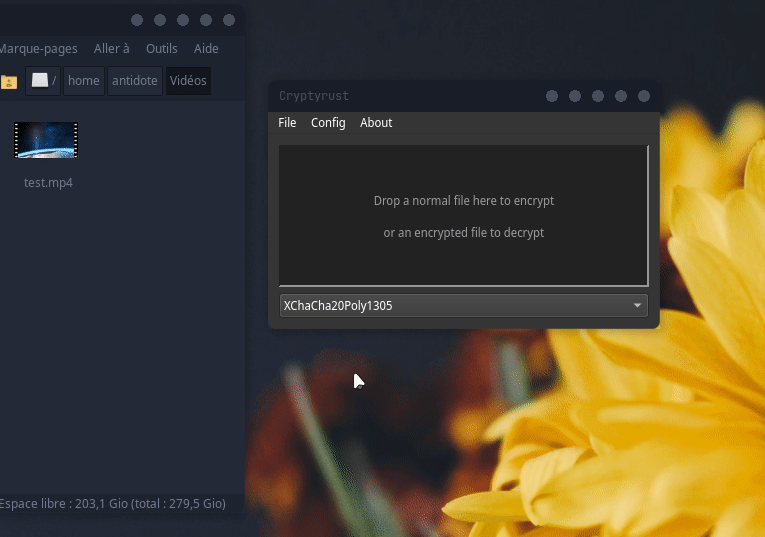 Marque-pages Aller à Outils Aide
/ home antidote Vidéos
test.mp4
Espace libre : 203,1 Gio (total : 279,5 Gio)
Cryptyrust
File Config About
Drop a normal file here to encrypt
or an encrypted file to decrypt
XChaCha20Poly1305